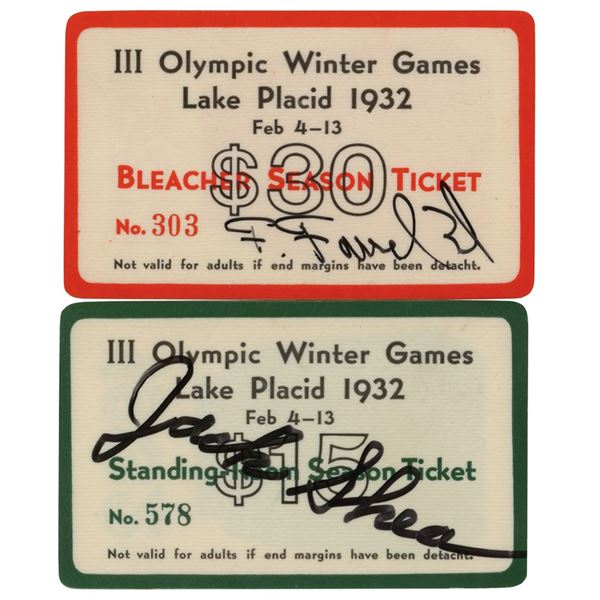 III Olympic Winter Games
Lake Placid 1932
Feb 4–13
$30
BLEACHER SEASON TICKET
No. 303
F.
Not valid for adults if end margins have been detacht.
III Olympic Winter Games
Lake Placid 1932
Feb 4–13
$15
Standing-Room Season Ticket
Jack Shea
No. 578
Not valid for adults if end margins have been detacht.